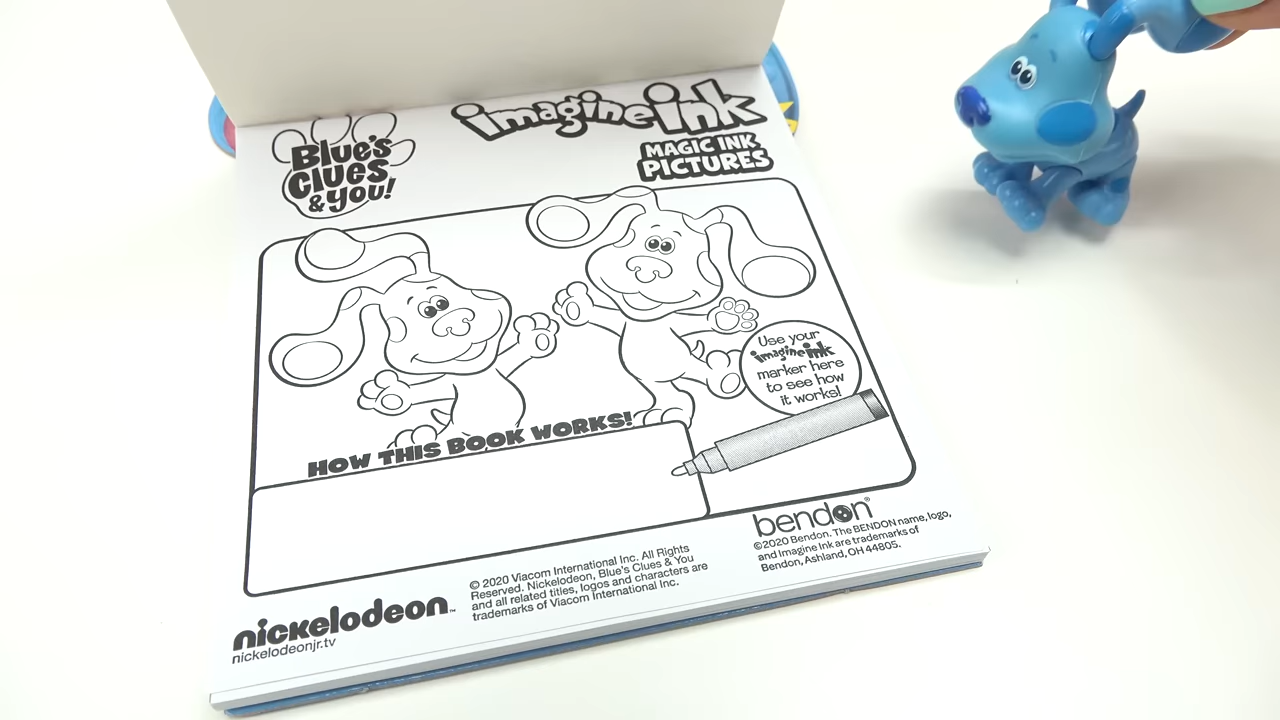 Blue's
Clues
& you!
imagine ink
MAGIC INK
PICTURES
Use your
imagine ink
marker here
to see how
it works!
HOW THIS BOOK WORKS!
nickelodeon™
nickelodeonjr.tv
© 2020 Viacom International Inc. All Rights
Reserved. Nickelodeon, Blue's Clues & You
and all related titles, logos and characters are
trademarks of Viacom International Inc.
bendon®
©2020 Bendon. The BENDON name, logo,
and Imagine Ink are trademarks of
Bendon, Ashland, OH 44805.